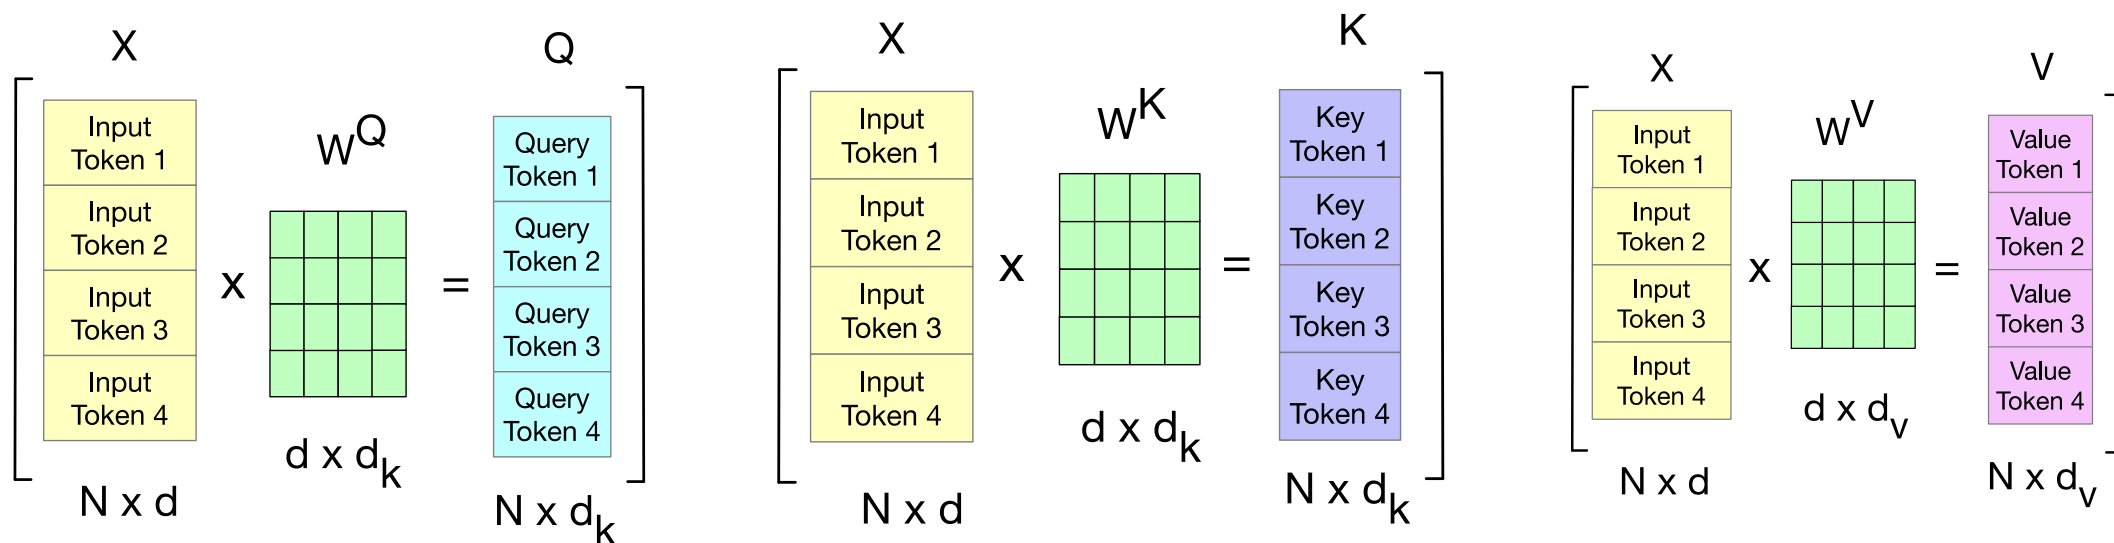 X
W^Q
Q
Input
Token 1
Input
Token 2
Input
Token 3
Input
Token 4
x
=
Query
Token 1
Query
Token 2
Query
Token 3
Query
Token 4
N x d
d x d_k
N x d_k
X
W^K
K
Input
Token 1
Input
Token 2
Input
Token 3
Input
Token 4
x
=
Key
Token 1
Key
Token 2
Key
Token 3
Key
Token 4
N x d
d x d_k
N x d_k
X
W^V
V
Input
Token 1
Input
Token 2
Input
Token 3
Input
Token 4
x
=
Value
Token 1
Value
Token 2
Value
Token 3
Value
Token 4
N x d
d x d_v
N x d_v